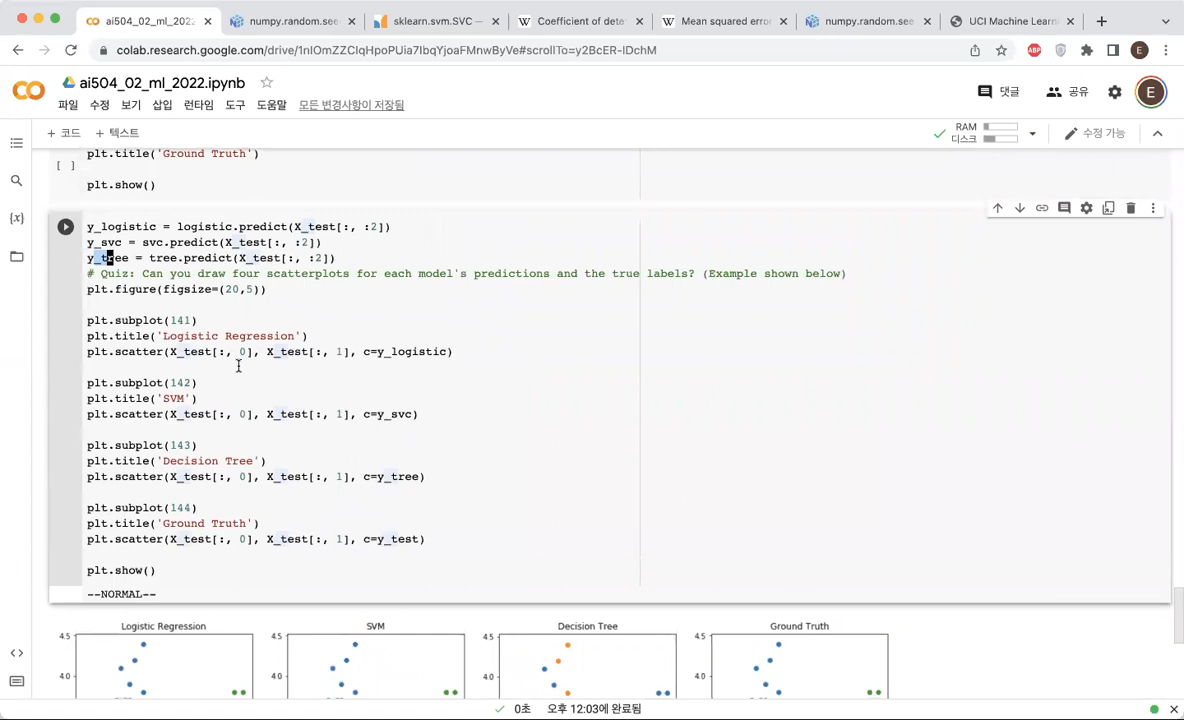 ai504_02_ml_2022.ipynb
numpy.random.seed
sklearn.svm.SVC —
Coefficient of dete
Mean squared error
numpy.random.seed
UCI Machine Learn
colab.research.google.com/drive/1nIOmZZCIqHpoPUia7IbqYjoaFMnwByVe#scrollTo=y2BcER-IDchM
ABP
E
CO
ai504_02_ml_2022.ipynb
댓글
공유
E
파일 수정 보기 삽입 런타임 도구 도움말 모든 변경사항이 저장됨
+ 코드 + 텍스트
RAM
디스크
수정 가능
plt.title('Ground Truth')
[ ]
plt.show()
{x}
y_logistic = logistic.predict(X_test[:, :2])
y_svc = svc.predict(X_test[:, :2])
y_tree = tree.predict(X_test[:, :2])
# Quiz: Can you draw four scatterplots for each model's predictions and the true labels? (Example shown below)
plt.figure(figsize=(20,5))
plt.subplot(141)
plt.title('Logistic Regression')
plt.scatter(X_test[:, 0], X_test[:, 1], c=y_logistic)
plt.subplot(142)
plt.title('SVM')
plt.scatter(X_test[:, 0], X_test[:, 1], c=y_svc)
plt.subplot(143)
plt.title('Decision Tree')
plt.scatter(X_test[:, 0], X_test[:, 1], c=y_tree)
plt.subplot(144)
plt.title('Ground Truth')
plt.scatter(X_test[:, 0], X_test[:, 1], c=y_test)
plt.show()
--NORMAL--
Logistic Regression SVM Decision Tree Ground Truth
4.5 4.5 4.5 4.5
4.0 4.0 4.0 4.0
0초 오후 12:03에 완료됨